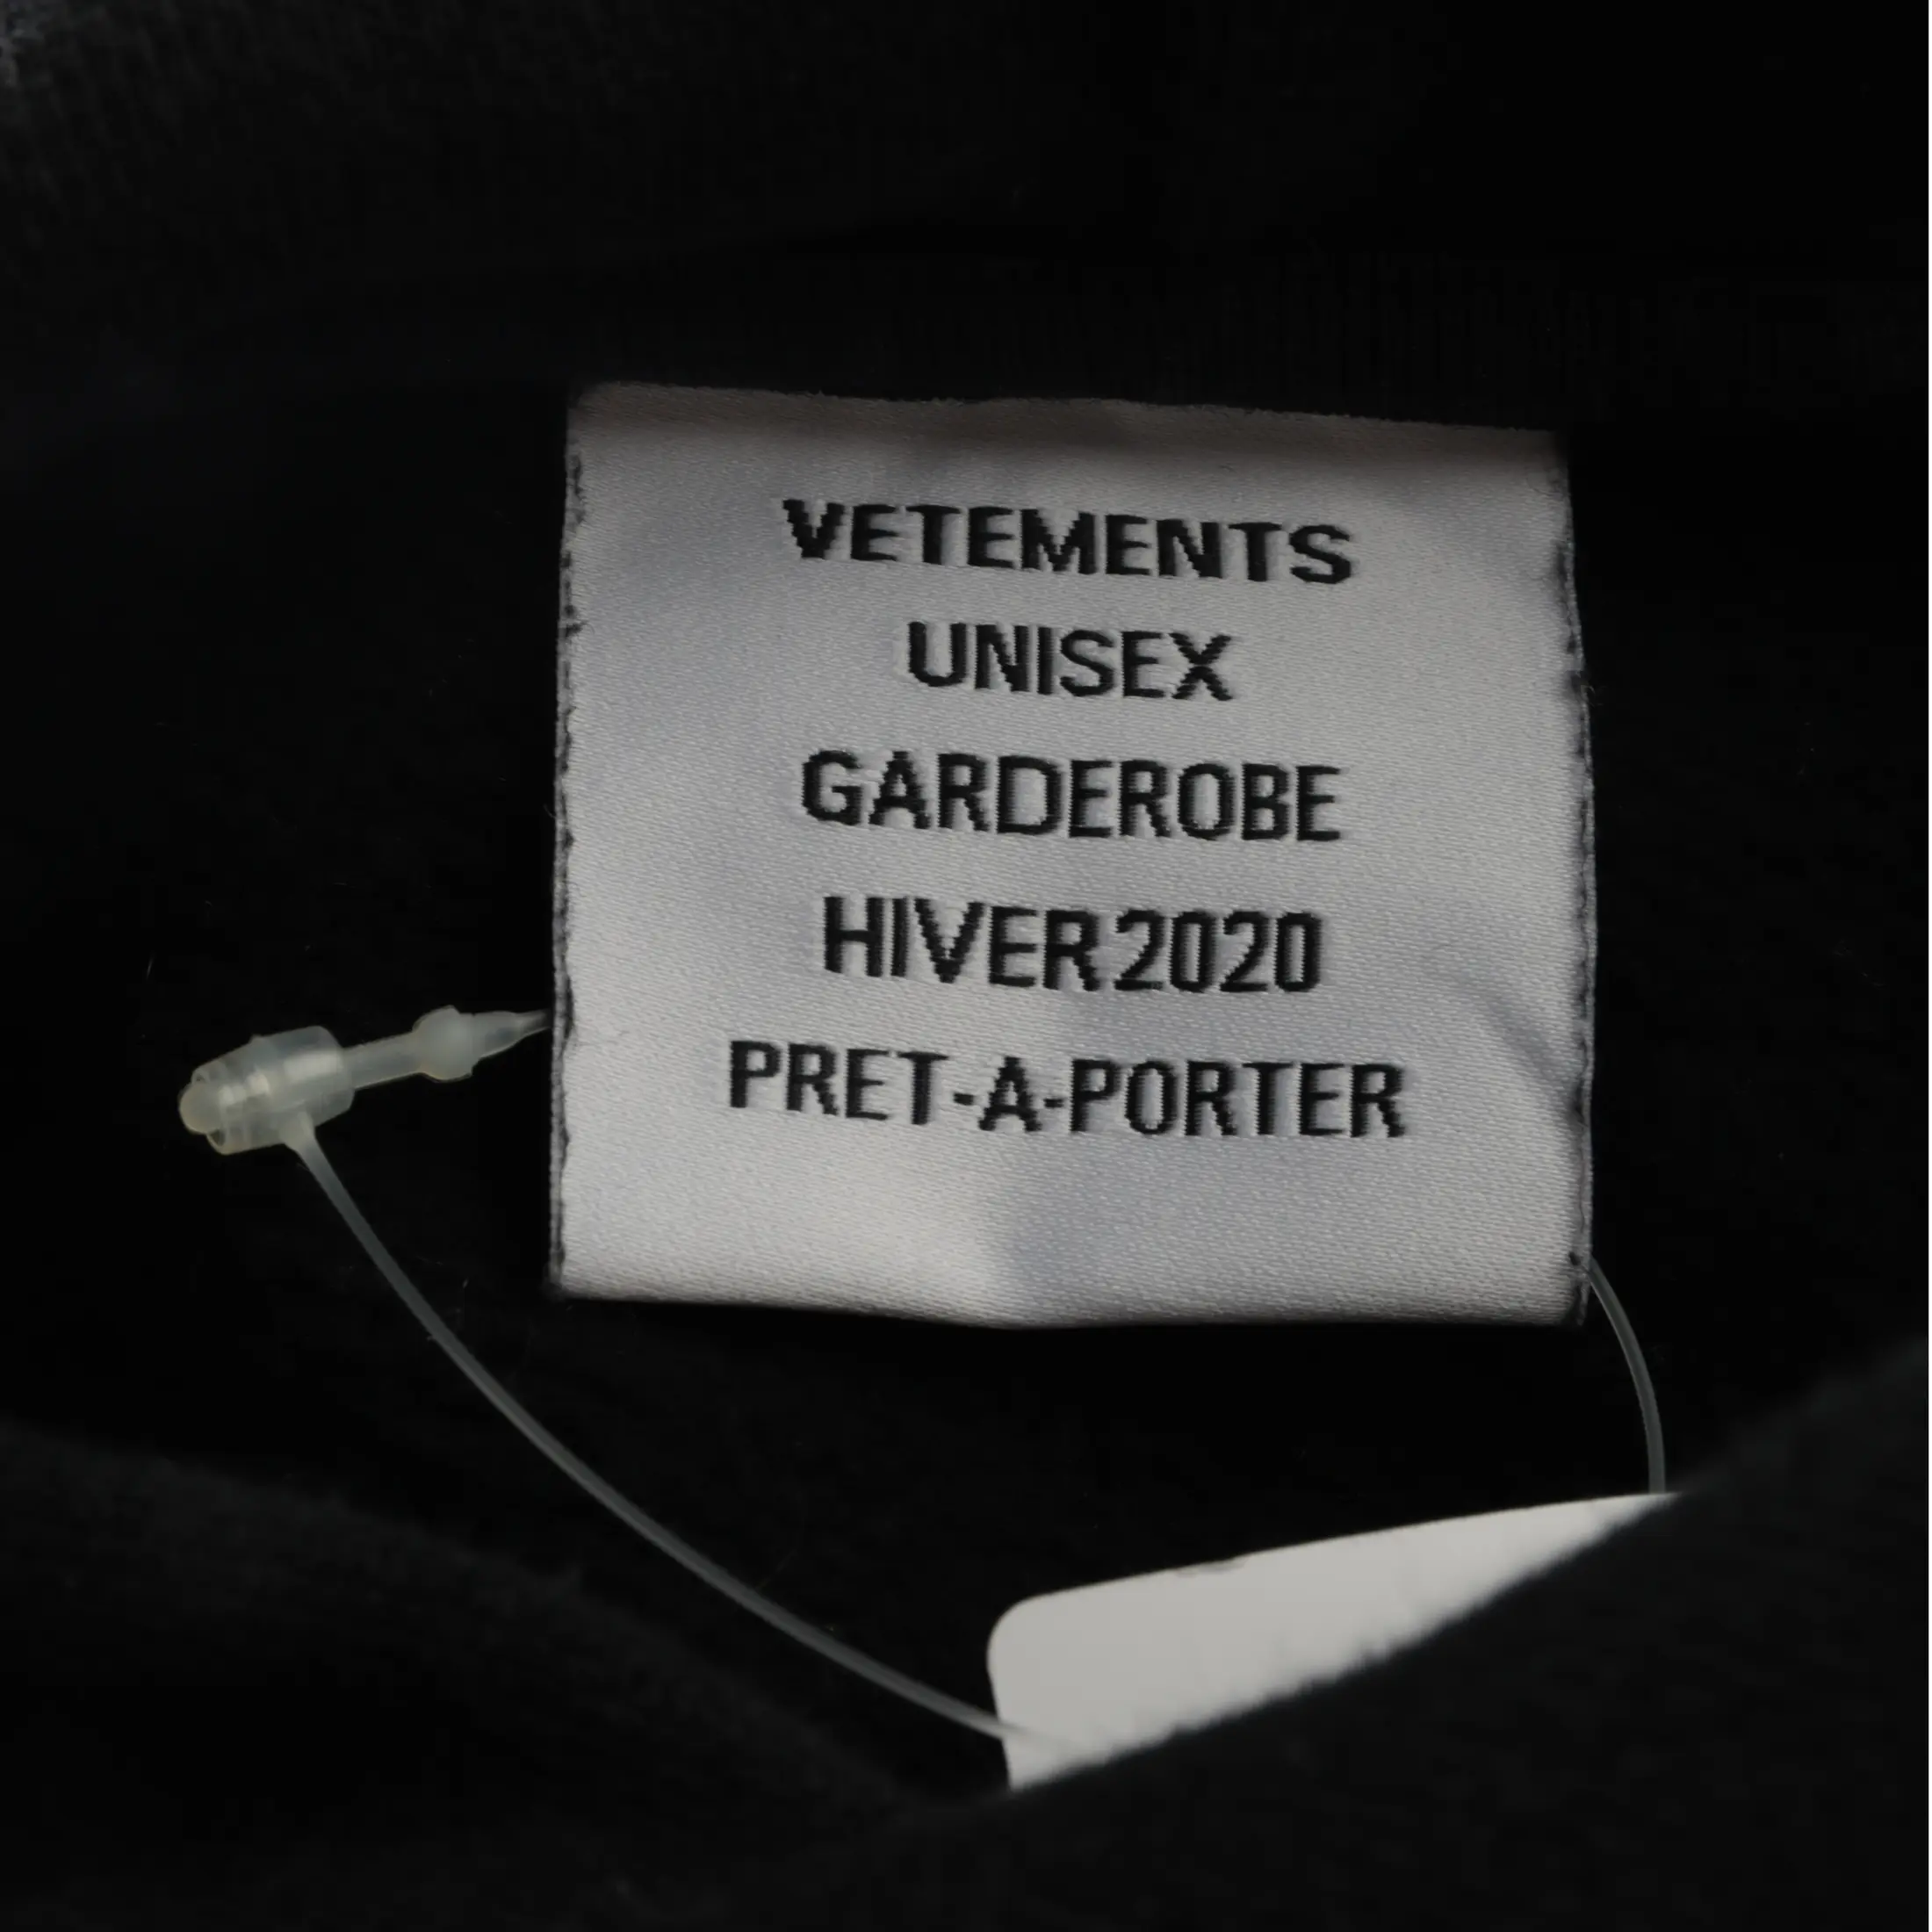 VETEMENTS
UNISEX
GARDEROBE
HIVER 2020
PRET-A-PORTER